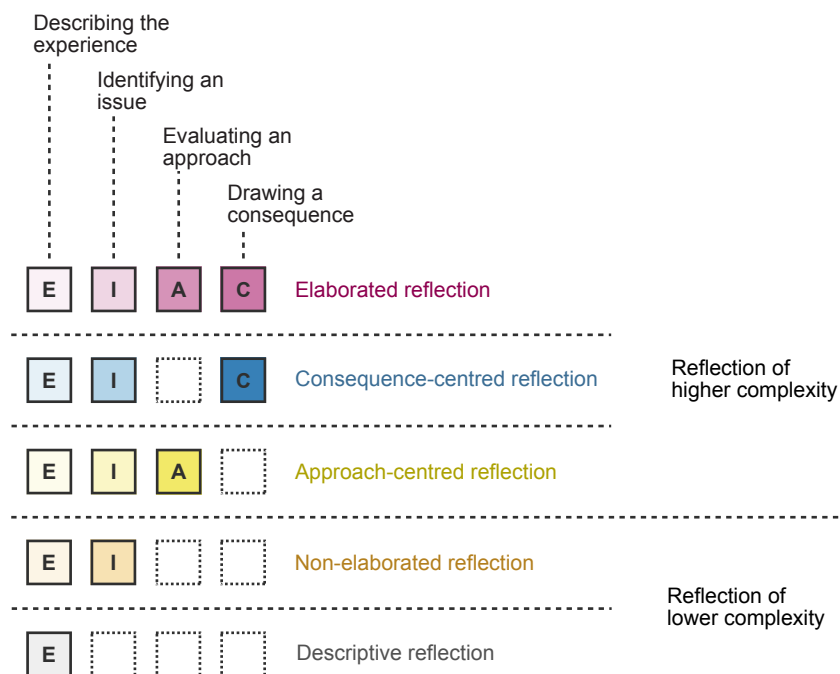 Describing the
experience
Identifying an
issue
Evaluating an
approach
Drawing a
consequence
E I A C Elaborated reflection
E I C Consequence-centred reflection
Reflection of
higher complexity
E I A Approach-centred reflection
E I Non-elaborated reflection
Reflection of
lower complexity
E Descriptive reflection